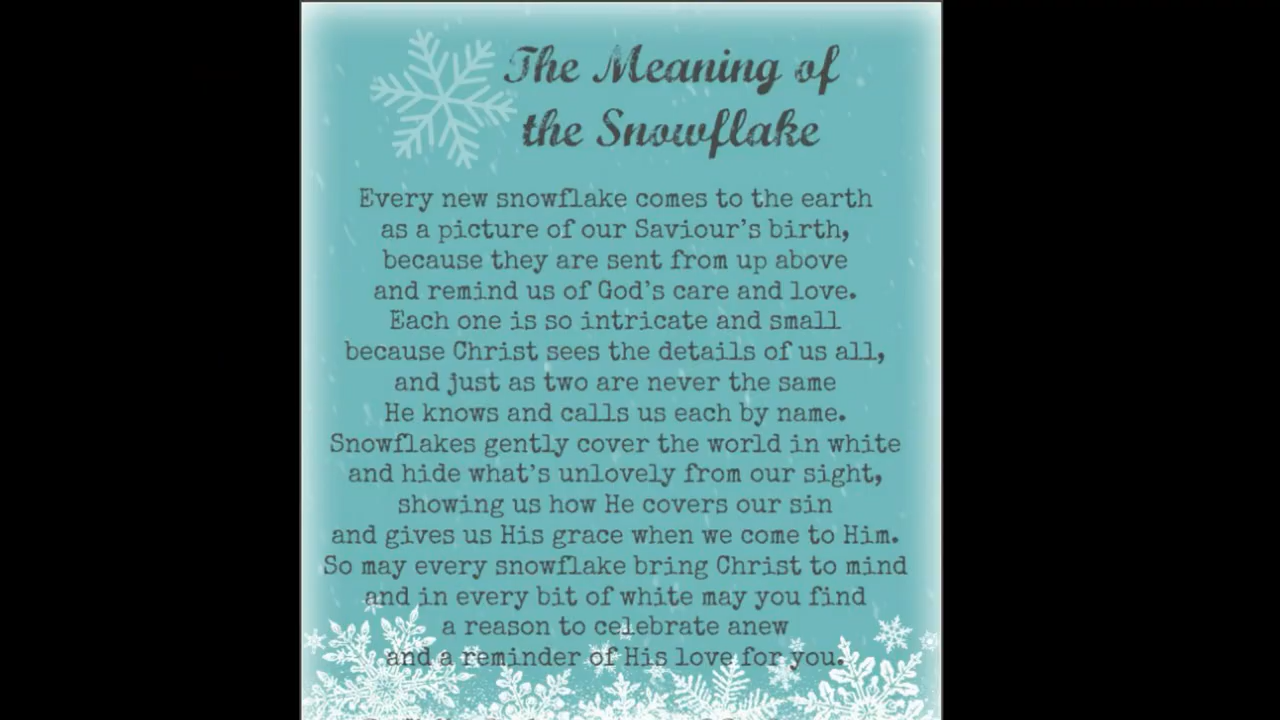 The Meaning of
the Snowflake
Every new snowflake comes to the earth
as a picture of our Saviour's birth,
because they are sent from up above
and remind us of God's care and love.
Each one is so intricate and small
because Christ sees the details of us all,
and just as two are never the same
He knows and calls us each by name.
Snowflakes gently cover the world in white
and hide what's unlovely from our sight,
showing us how He covers our sin
and gives us His grace when we come to Him.
So may every snowflake bring Christ to mind
and in every bit of white may you find
a reason to celebrate anew
and a reminder of His love for you.